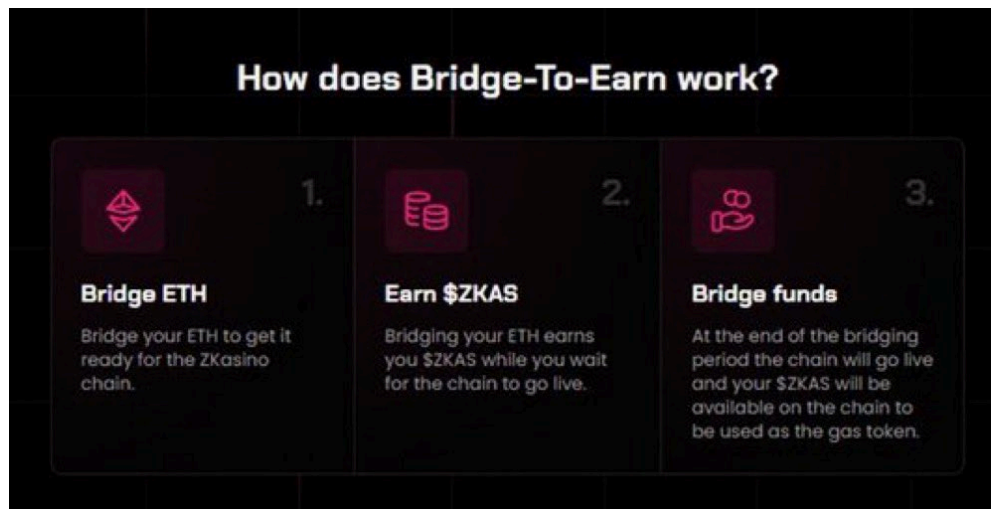 How does Bridge-To-Earn work?
1.
Bridge ETH
Bridge your ETH to get it
ready for the ZKasino
chain.
2.
Earn $ZKAS
Bridging your ETH earns
you $ZKAS while you wait
for the chain to go live.
3.
Bridge funds
At the end of the bridging
period the chain will go live
and your $ZKAS will be
available on the chain to
be used as the gas token.